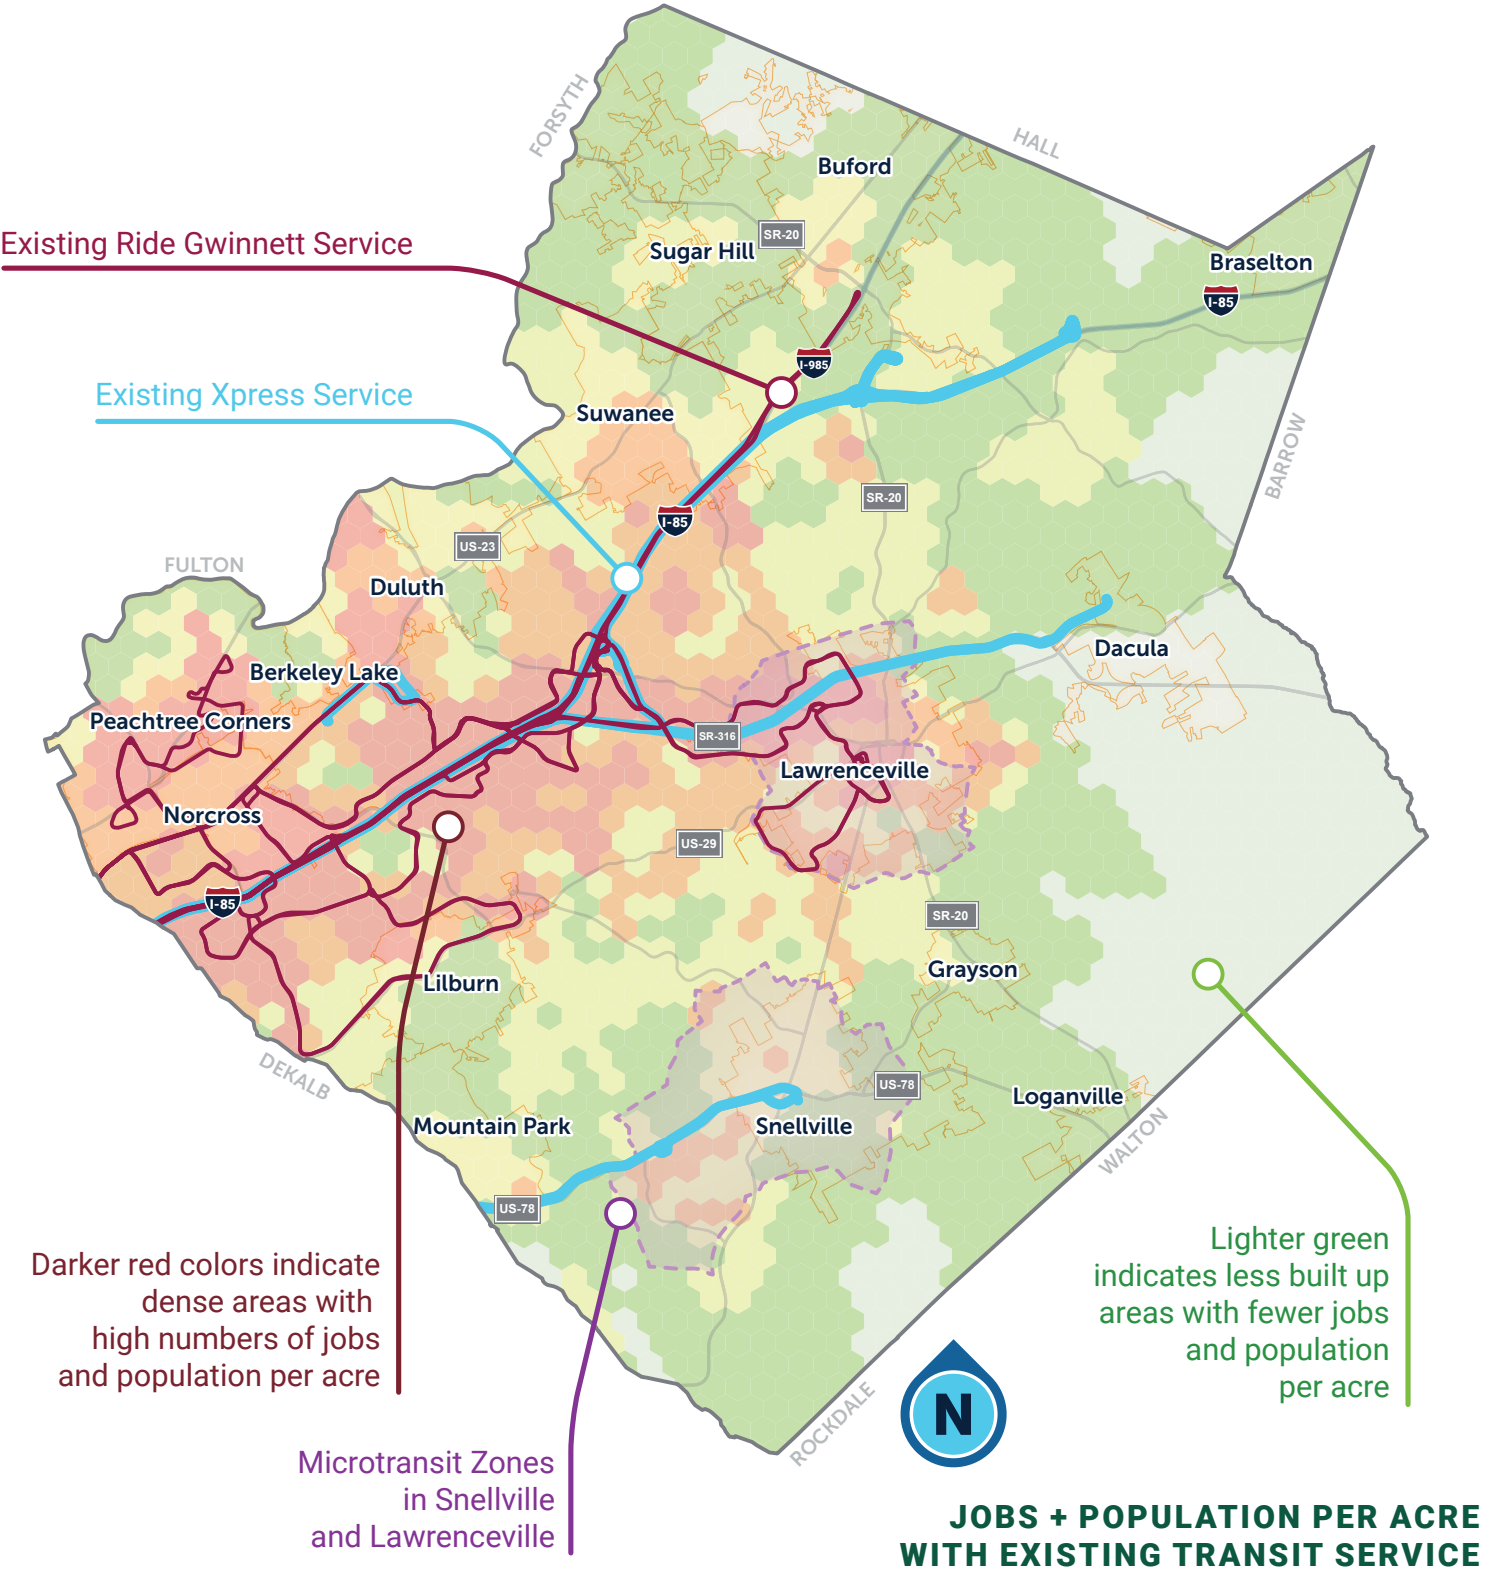 FORSYTH
HALL
Buford
SR-20
Existing Ride Gwinnett Service
Sugar Hill
Braselton
I-85
I-985
Existing Xpress Service
Suwanee
BARROW
SR-20
I-85
US-23
FULTON
Duluth
Dacula
Berkeley Lake
Peachtree Corners
SR-316
Lawrenceville
Norcross
US-29
I-85
SR-20
Grayson
Lilburn
DEKALB
US-78
Loganville
Mountain Park
Snellville
WALTON
US-78
Darker red colors indicate
dense areas with
high numbers of jobs
and population per acre
Lighter green
indicates less built up
areas with fewer jobs
and population
per acre
ROCKDALE
N
Microtransit Zones
in Snellville
and Lawrenceville
JOBS + POPULATION PER ACRE
WITH EXISTING TRANSIT SERVICE